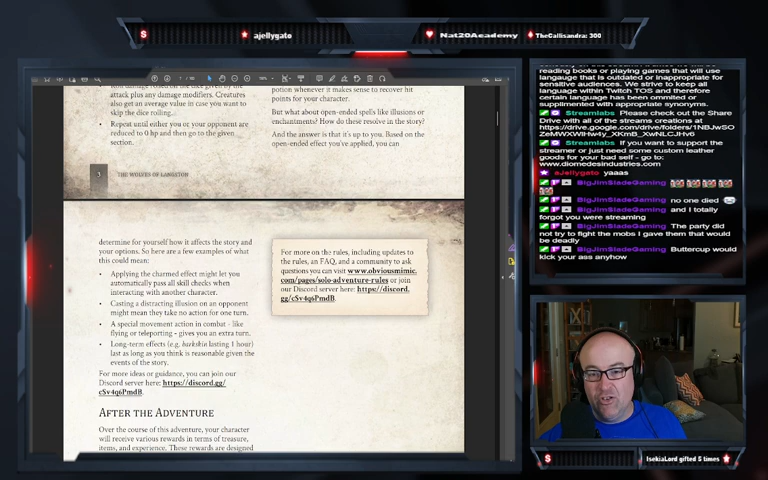 ajellygato
Nat20Academy
TheCallisandra: 300
attack plus any damage modifiers. Creatures
also get an average value in case you want
to skip the dice rolling.
• Repeat until either you or your opponent are
reduced to 0 hp and then go to the given
section.
potion whenever it makes sense to recover hit
points for your character.
But what about open-ended spells like illusions or
enchantments? How do these resolve in the story?
And the answer is that it's up to you. Based on the
open-ended effect you've applied, you can
3
THE WOLVES OF LANGSTON
determine for yourself how it affects the story and
your options. So here are a few examples of what
this could mean:
• Applying the charmed effect might let you
automatically pass all skill checks when
interacting with another character.
• Casting a distracting illusion on an opponent
might mean they take no action for one turn.
• A special movement action in combat - like
flying or teleporting - gives you an extra turn.
• Long-term effects (e.g. barkskin lasting 1 hour)
last as long as you think is reasonable given the
events of the story.
For more ideas or guidance, you can join our
Discord server here: https://discord.gg/
cSv4q6PmdB.
AFTER THE ADVENTURE
Over the course of this adventure, your character
will receive various rewards in terms of treasure,
items, and experience. These rewards are designed
For more on the rules, including updates to
the rules, an FAQ, and a community to ask
questions you can visit www.obviousmimic.
com/pages/solo-adventure-rules or join
our Discord server here: https://discord.
gg/cSv4q6PmdB.
reading books or playing games that will use
language that is outdated or inappropriate for
sensitive audiences. We strive to keep all
language within Twitch TOS and therefore
certain language has been ommited or
supplimented with appropriate synonyms.
Streamlabs Please check out the Share
Drive with all of the streams creations at
https://drive.google.com/drive/folders/1NBJwSO
Streamlabs If you want to support the
streamer or just need some custom leather
goods for your bad self - go to:
www.diomedesindustries.com
ajellygato yaaas
BigJimSladeGaming
BigJimSladeGaming no one died
BigJimSladeGaming and I totally
forgot you were streaming
BigJimSladeGaming The party did
not try to fight the mobs I gave them that would
be deadly
BigJimSladeGaming Buttercup would
kick your ass anyhow
IsekiaLord gifted 5 times